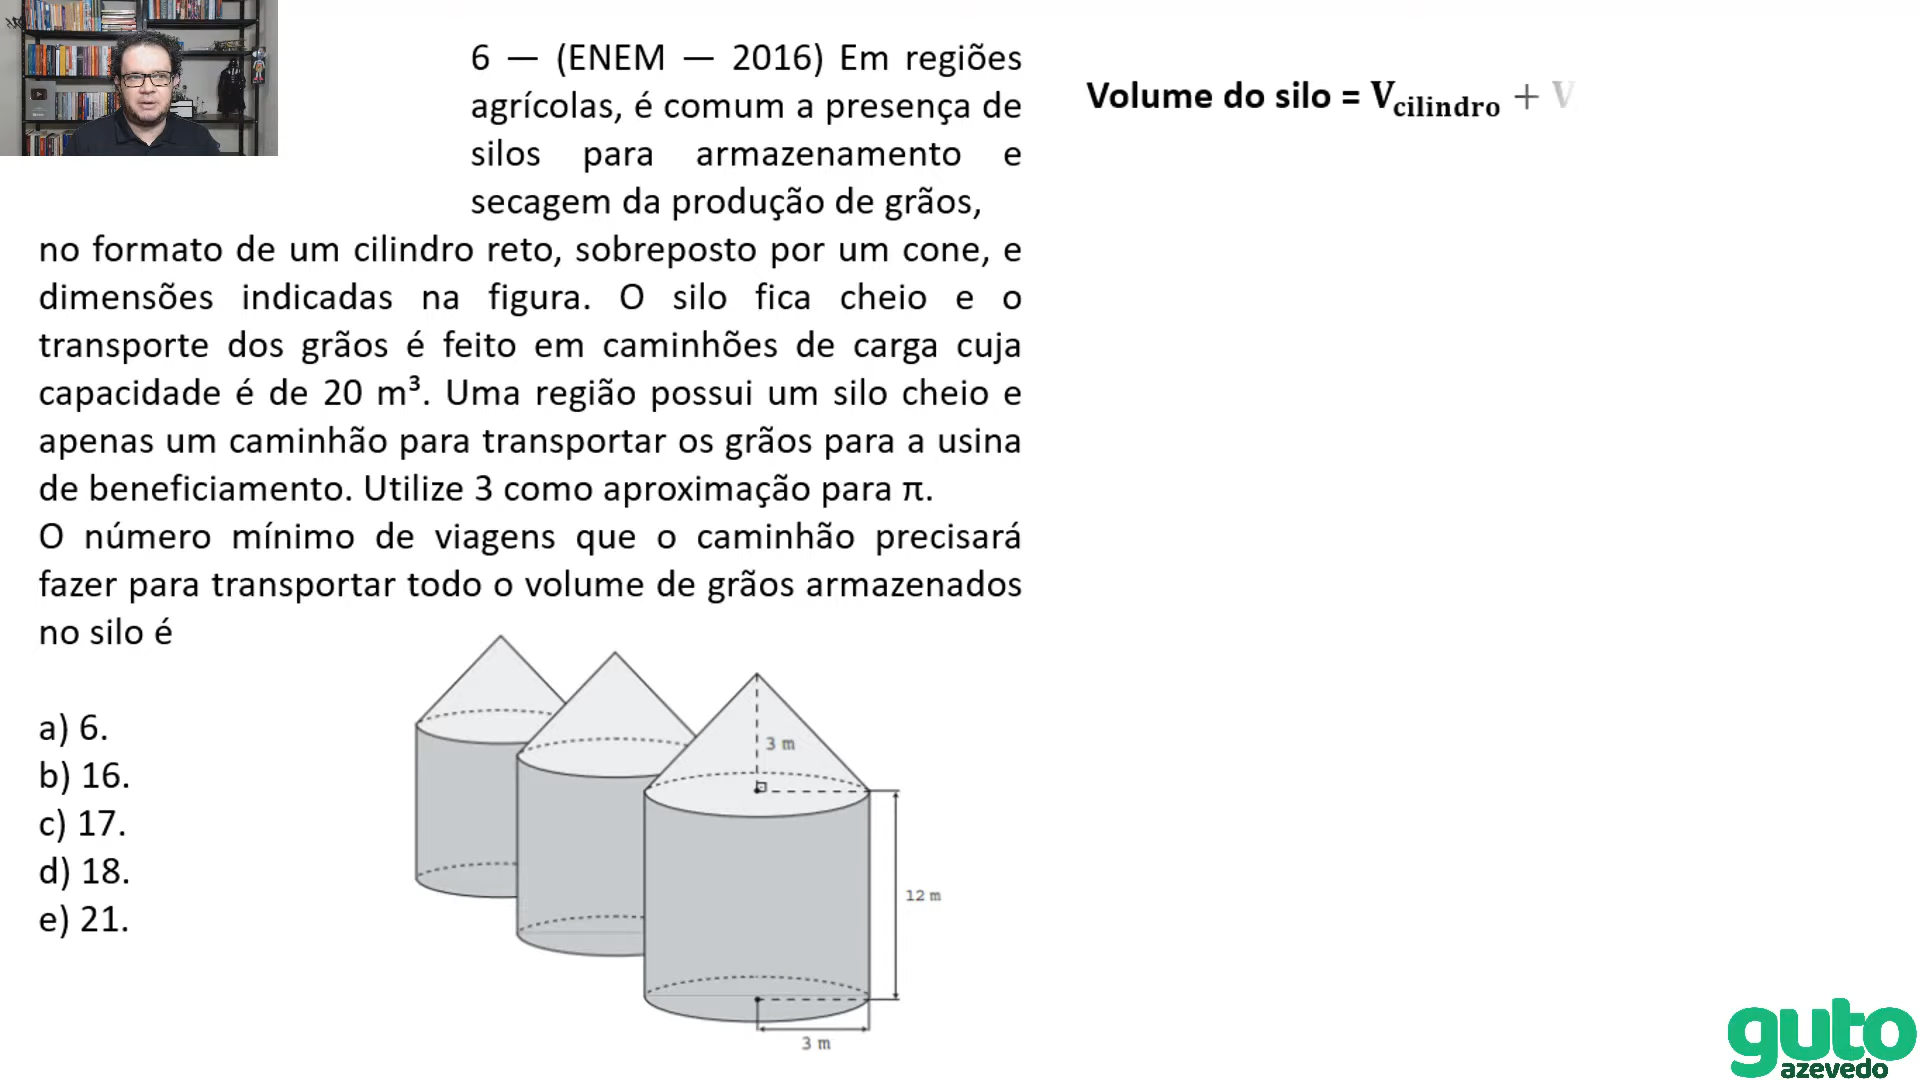 6 — (ENEM — 2016) Em regiões
agrícolas, é comum a presença de
silos para armazenamento e
secagem da produção de grãos,
no formato de um cilindro reto, sobreposto por um cone, e
dimensões indicadas na figura. O silo fica cheio e o
transporte dos grãos é feito em caminhões de carga cuja
capacidade é de 20 m³. Uma região possui um silo cheio e
apenas um caminhão para transportar os grãos para a usina
de beneficiamento. Utilize 3 como aproximação para π.
O número mínimo de viagens que o caminhão precisará
fazer para transportar todo o volume de grãos armazenados
no silo é
a) 6.
b) 16.
c) 17.
d) 18.
e) 21.
3 m
12 m
3 m
Volume do silo = Vcilindro + V
guto
azevedo